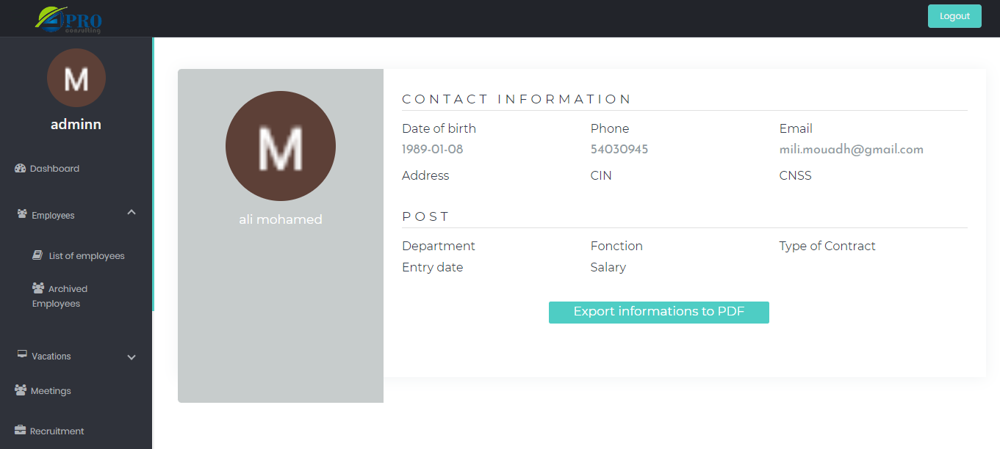 4PRO
consulting
Logout
M
adminn
Dashboard
Employees
List of employees
Archived
Employees
Vacations
Meetings
Recruitment
M
ali mohamed
CONTACT INFORMATION
Date of birth Phone Email
1989-01-08 54030945 mili.mouadh@gmail.com
Address CIN CNSS
POST
Department Fonction Type of Contract
Entry date Salary
Export informations to PDF